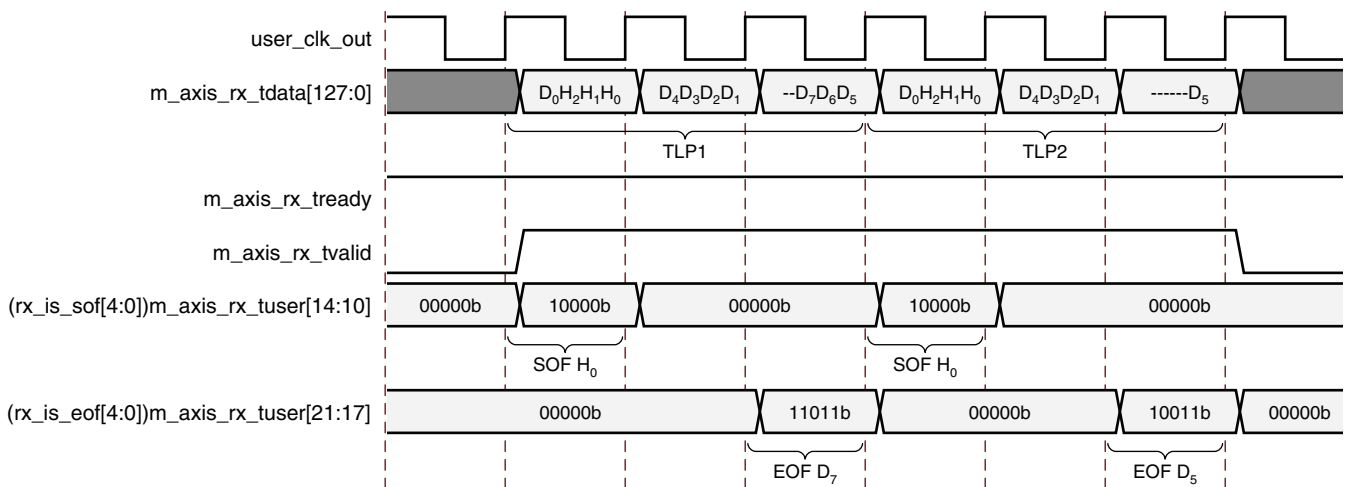 user_clk_out
m_axis_rx_tdata[127:0] D₀H₂H₁H₀ D₄D₃D₂D₁ --D₇D₆D₅ D₀H₂H₁H₀ D₄D₃D₂D₁ ------D₅
TLP1 TLP2
m_axis_rx_tready
m_axis_rx_tvalid
(rx_is_sof[4:0])m_axis_rx_tuser[14:10] 00000b 10000b 00000b 10000b 00000b
SOF H₀ SOF H₀
(rx_is_eof[4:0])m_axis_rx_tuser[21:17] 00000b 11011b 00000b 10011b 00000b
EOF D₇ EOF D₅